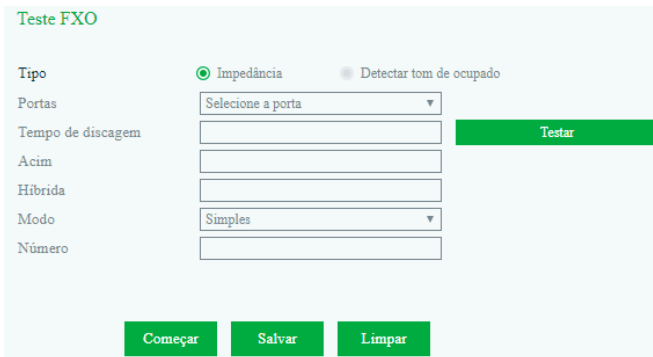 Teste FXO
Tipo Impedância Detectar tom de ocupado
Portas Selecione a porta
Tempo de discagem Testar
Acim
Híbrida
Modo Simples
Número
Começar Salvar Limpar